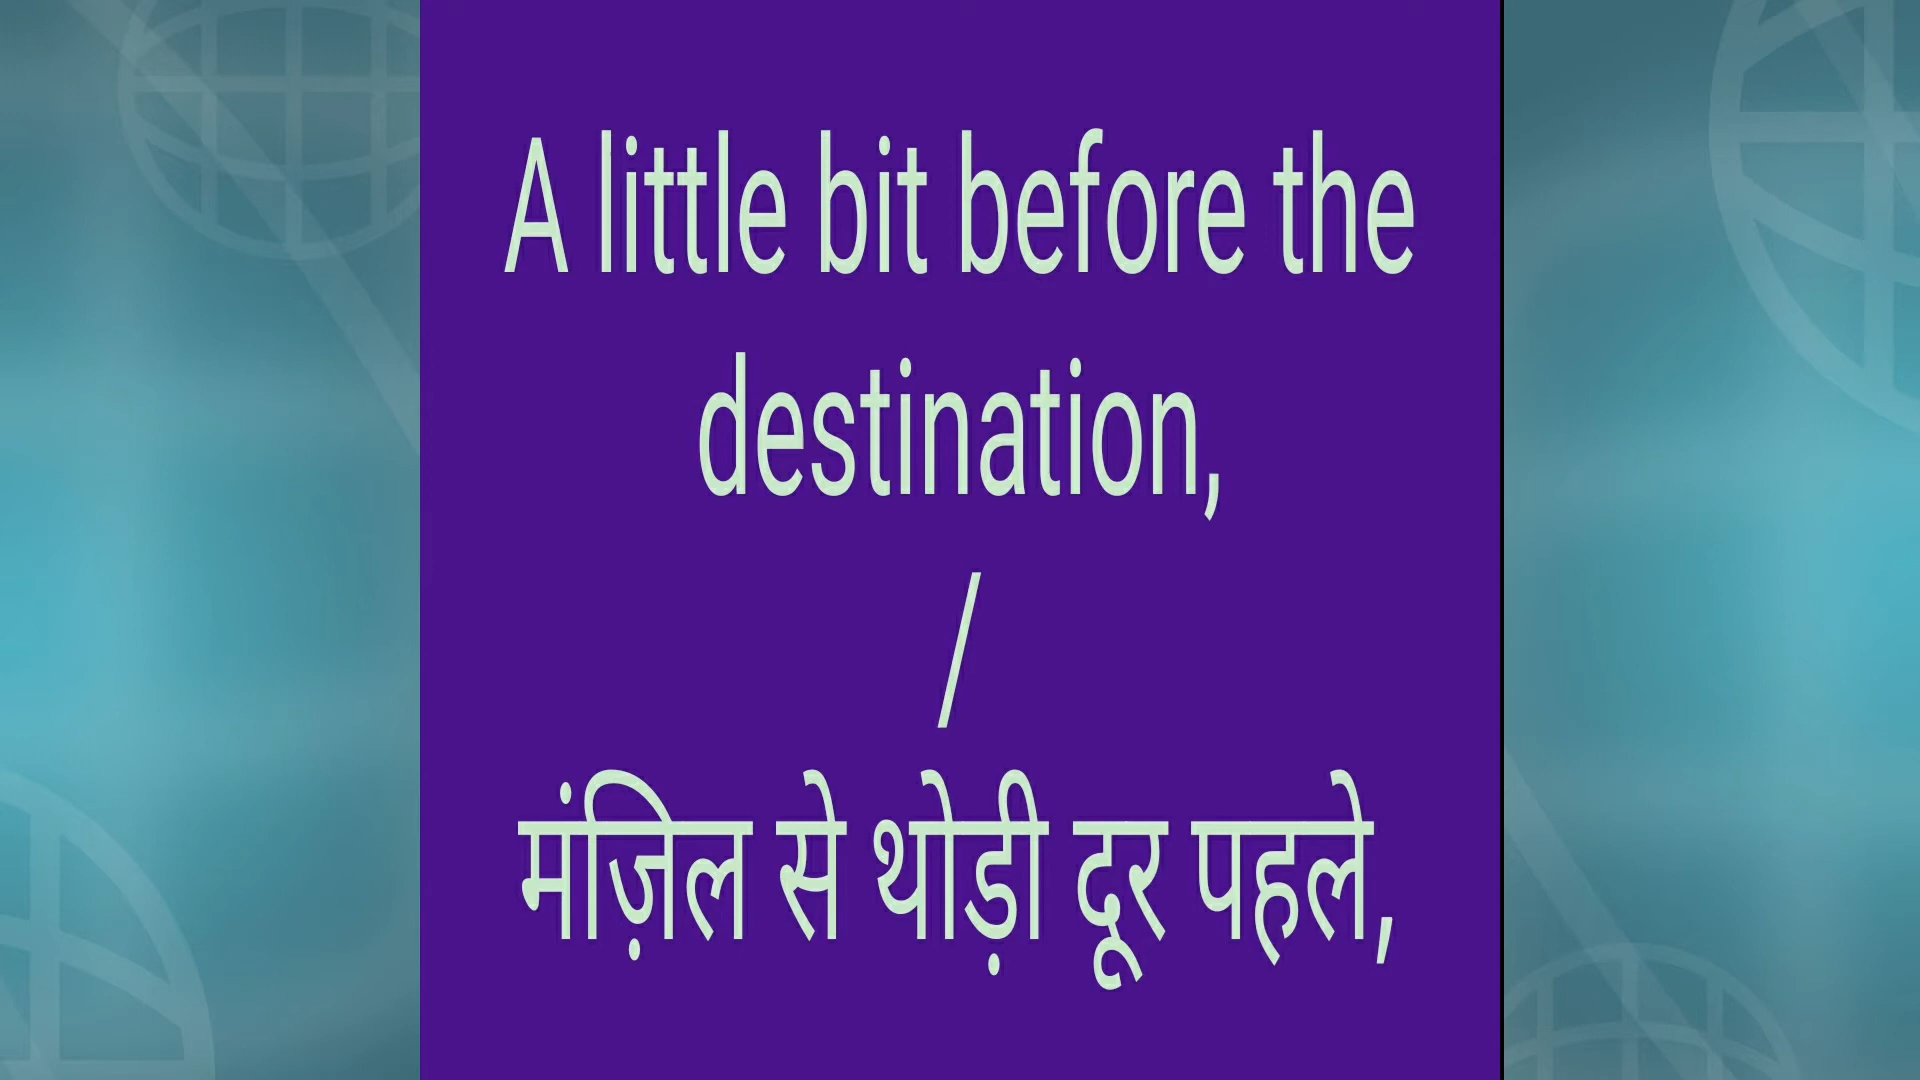 A little bit before the
destination,
/
मंज़िल से थोड़ी दूर पहले,